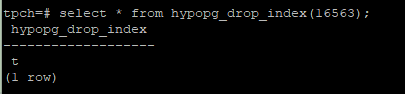 tpch=# select * from hypopg_drop_index(16563);
hypopg_drop_index
-------------------
t
(1 row)